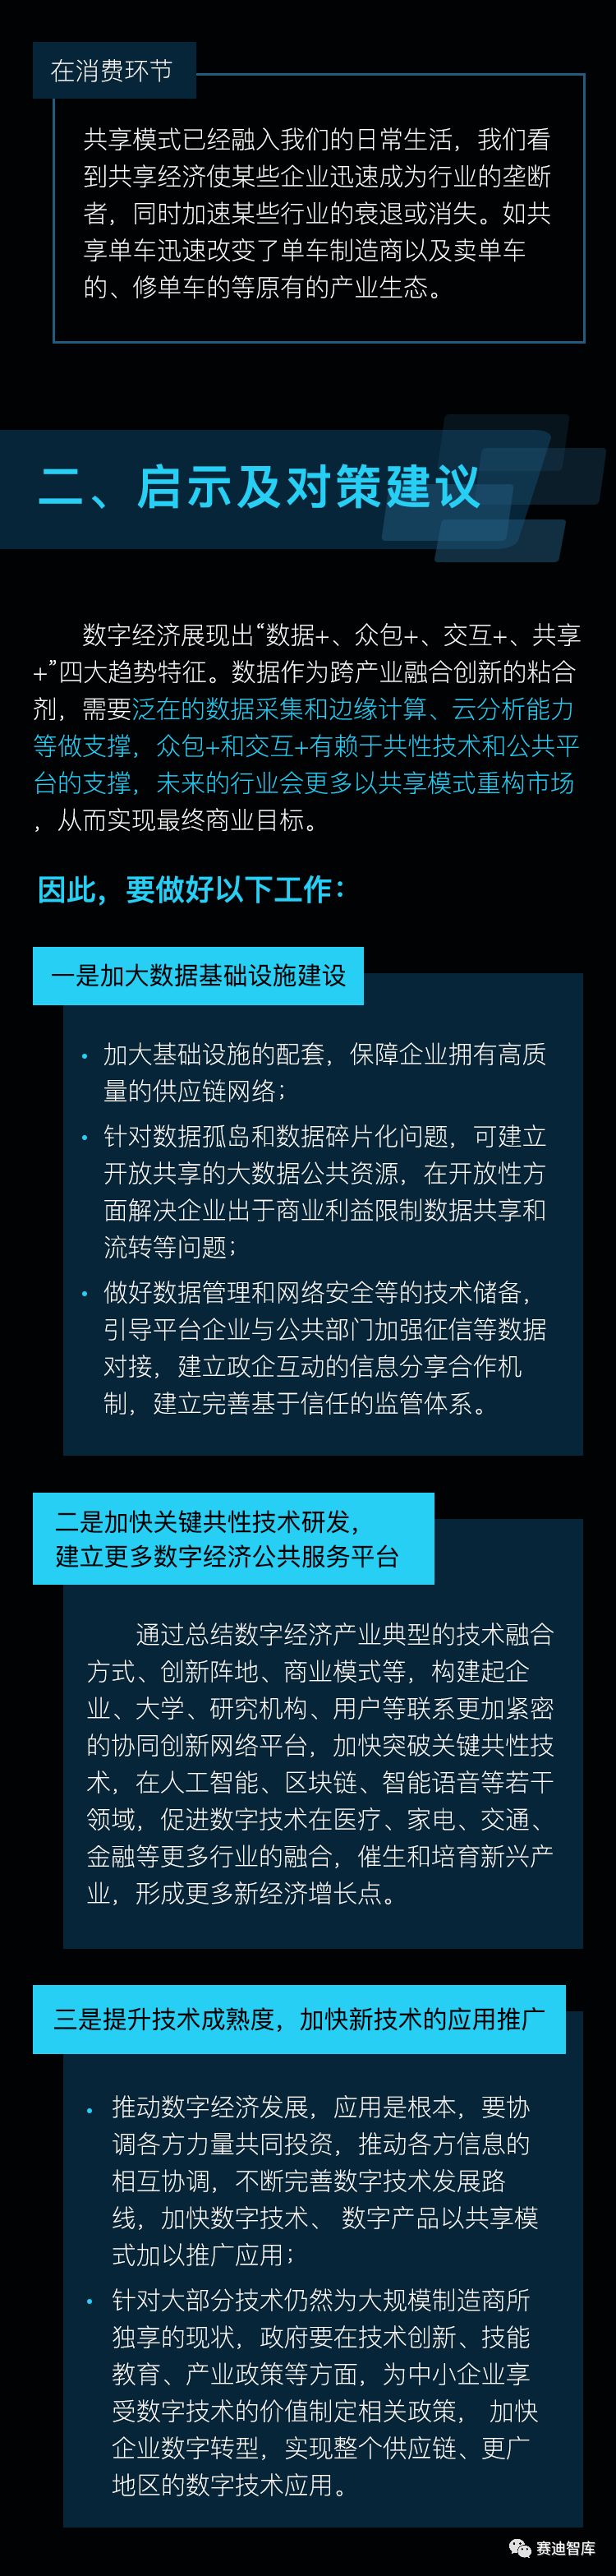 在消费环节
共享模式已经融入我们的日常生活，我们看
到共享经济使某些企业迅速成为行业的垄断
者，同时加速某些行业的衰退或消失。如共
享单车迅速改变了单车制造商以及卖单车
的、修单车的等原有的产业生态。
二、启示及对策建议
数字经济展现出“数据+、众包+、交互+、共享
+”四大趋势特征。数据作为跨产业融合创新的粘合
剂，需要泛在的数据采集和边缘计算、云分析能力
等做支撑，众包+和交互+有赖于共性技术和公共平
台的支撑，未来的行业会更多以共享模式重构市场
，从而实现最终商业目标。
因此，要做好以下工作：
一是加大数据基础设施建设
• 加大基础设施的配套，保障企业拥有高质
量的供应链网络；
• 针对数据孤岛和数据碎片化问题，可建立
开放共享的大数据公共资源，在开放性方
面解决企业出于商业利益限制数据共享和
流转等问题；
• 做好数据管理和网络安全等的技术储备，
引导平台企业与公共部门加强征信等数据
对接，建立政企互动的信息分享合作机
制，建立完善基于信任的监管体系。
二是加快关键共性技术研发，
建立更多数字经济公共服务平台
通过总结数字经济产业典型的技术融合
方式、创新阵地、商业模式等，构建起企
业、大学、研究机构、用户等联系更加紧密
的协同创新网络平台，加快突破关键共性技
术，在人工智能、区块链、智能语音等若干
领域，促进数字技术在医疗、家电、交通、
金融等更多行业的融合，催生和培育新兴产
业，形成更多新经济增长点。
三是提升技术成熟度，加快新技术的应用推广
• 推动数字经济发展，应用是根本，要协
调各方力量共同投资，推动各方信息的
相互协调，不断完善数字技术发展路
线，加快数字技术、 数字产品以共享模
式加以推广应用；
• 针对大部分技术仍然为大规模制造商所
独享的现状，政府要在技术创新、技能
教育、产业政策等方面，为中小企业享
受数字技术的价值制定相关政策， 加快
企业数字转型，实现整个供应链、更广
地区的数字技术应用。
赛迪智库